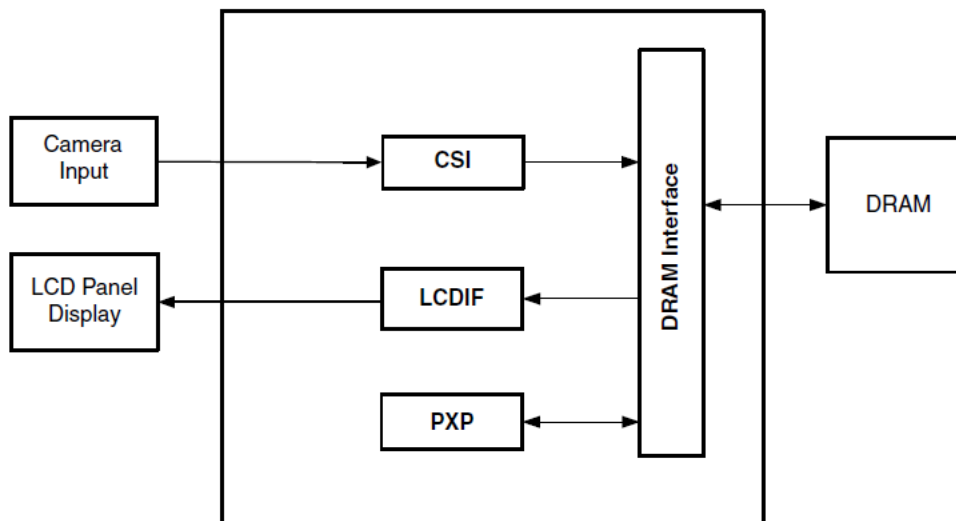 Camera
Input
CSI
DRAM Interface
DRAM
LCD Panel
Display
LCDIF
PXP